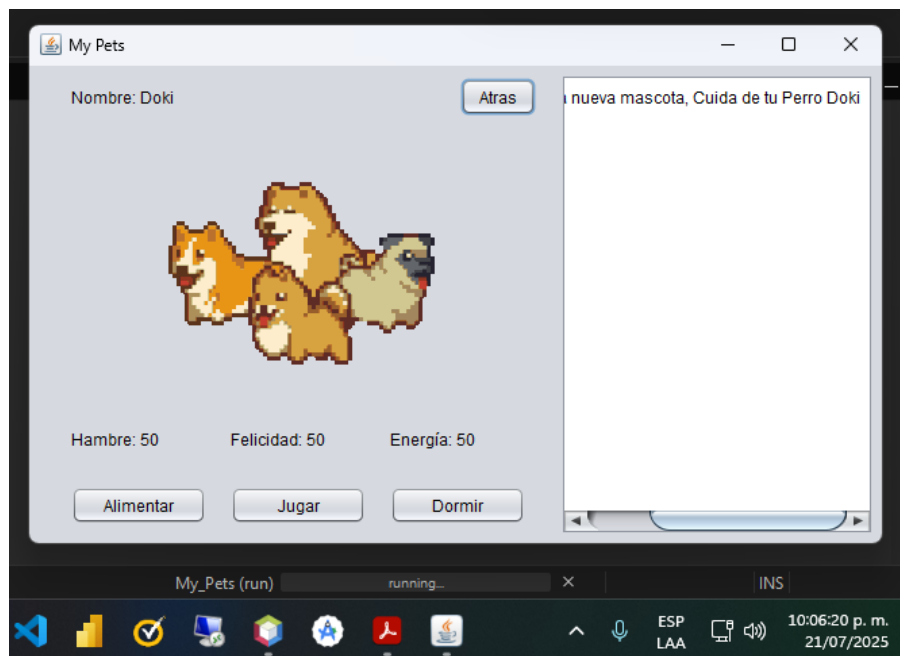 My Pets
Nombre: Doki
Atras
nueva mascota, Cuida de tu Perro Doki
Hambre: 50
Felicidad: 50
Energía: 50
Alimentar
Jugar
Dormir
My_Pets (run)
running...
INS
ESP
LAA
10:06:20 p. m.
21/07/2025